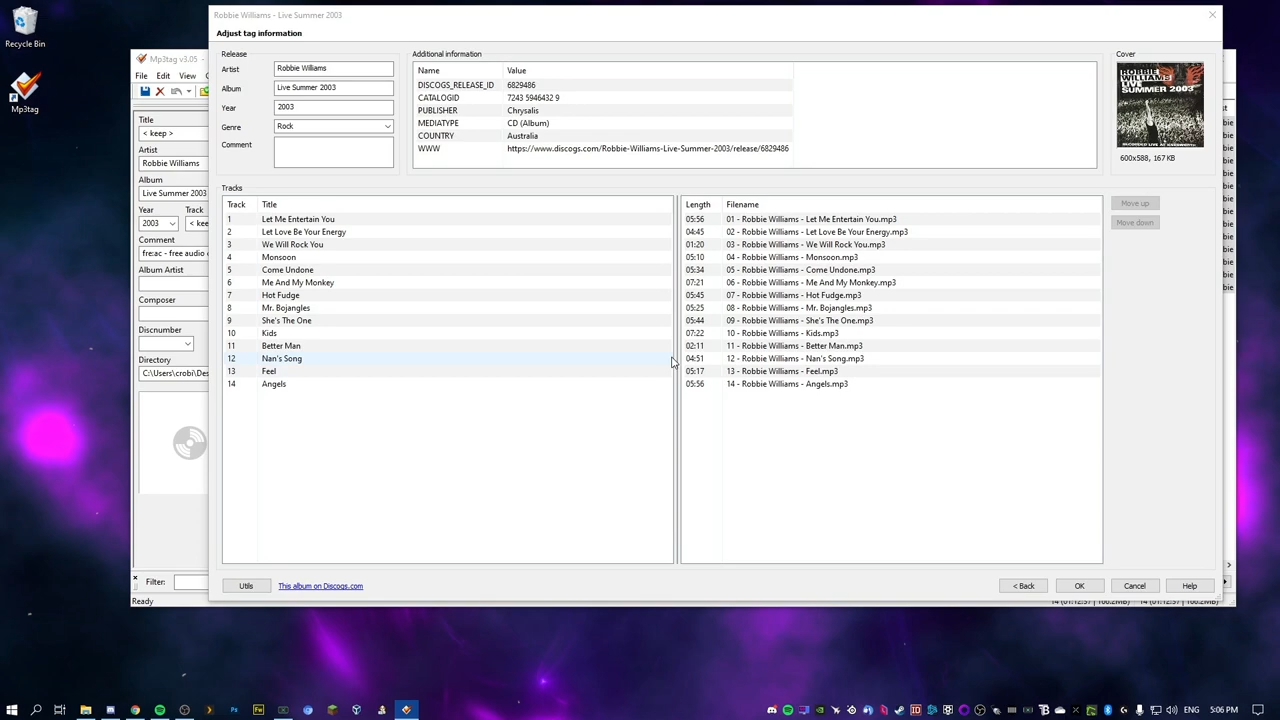 Recycle Bin
Mp3tag
Mp3tag v3.05 -
File Edit View
Title
< keep >
Artist
Robbie Williams
Album
Live Summer 2003
Year Track
2003 < kee
Comment
fre:ac - free audio c
Album Artist
Composer
Discnumber
Directory
C:\Users\crobi\Des
Filter:
Ready
Robbie Williams - Live Summer 2003
Adjust tag information
Release
Artist Robbie Williams
Album Live Summer 2003
Year 2003
Genre Rock
Comment
Additional information
Name Value
DISCOGS_RELEASE_ID 6829486
CATALOGID 7243 5946432 9
PUBLISHER Chrysalis
MEDIATYPE CD (Album)
COUNTRY Australia
WWW https://www.discogs.com/Robbie-Williams-Live-Summer-2003/release/6829486
Cover
ROBBIE
WILLIAMS
LIVE
SUMMER 2003
RECORDED LIVE AT KNEBWORTH
600x588, 167 KB
Tracks
Track Title Length Filename
1 Let Me Entertain You 05:56 01 - Robbie Williams - Let Me Entertain You.mp3
2 Let Love Be Your Energy 04:45 02 - Robbie Williams - Let Love Be Your Energy.mp3
3 We Will Rock You 01:20 03 - Robbie Williams - We Will Rock You.mp3
4 Monsoon 05:10 04 - Robbie Williams - Monsoon.mp3
5 Come Undone 05:34 05 - Robbie Williams - Come Undone.mp3
6 Me And My Monkey 07:21 06 - Robbie Williams - Me And My Monkey.mp3
7 Hot Fudge 05:45 07 - Robbie Williams - Hot Fudge.mp3
8 Mr. Bojangles 05:25 08 - Robbie Williams - Mr. Bojangles.mp3
9 She's The One 05:44 09 - Robbie Williams - She's The One.mp3
10 Kids 07:22 10 - Robbie Williams - Kids.mp3
11 Better Man 02:11 11 - Robbie Williams - Better Man.mp3
12 Nan's Song 04:51 12 - Robbie Williams - Nan's Song.mp3
13 Feel 05:17 13 - Robbie Williams - Feel.mp3
14 Angels 05:56 14 - Robbie Williams - Angels.mp3
Move up
Move down
Utils This album on Discogs.com < Back OK Cancel Help
ENG 5:06 PM